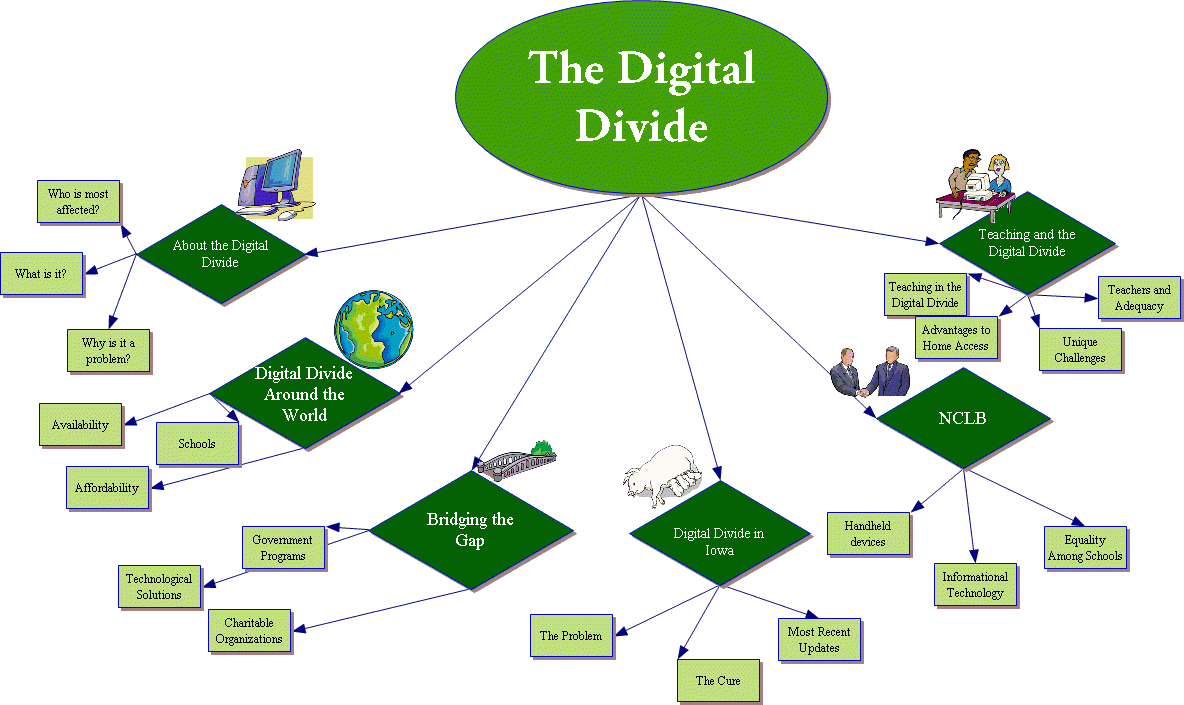 The Digital
Divide
Who is most
affected?
What is it?
Why is it a
problem?
About the Digital
Divide
Digital Divide
Around the
World
Availability
Schools
Affordability
Bridging the
Gap
Government
Programs
Technological
Solutions
Charitable
Organizations
Digital Divide in
Iowa
The Problem
The Cure
Most Recent
Updates
NCLB
Handheld
devices
Informational
Technology
Equality
Among Schools
Teaching and the
Digital Divide
Teaching in the
Digital Divide
Advantages to
Home Access
Unique
Challenges
Teachers and
Adequacy